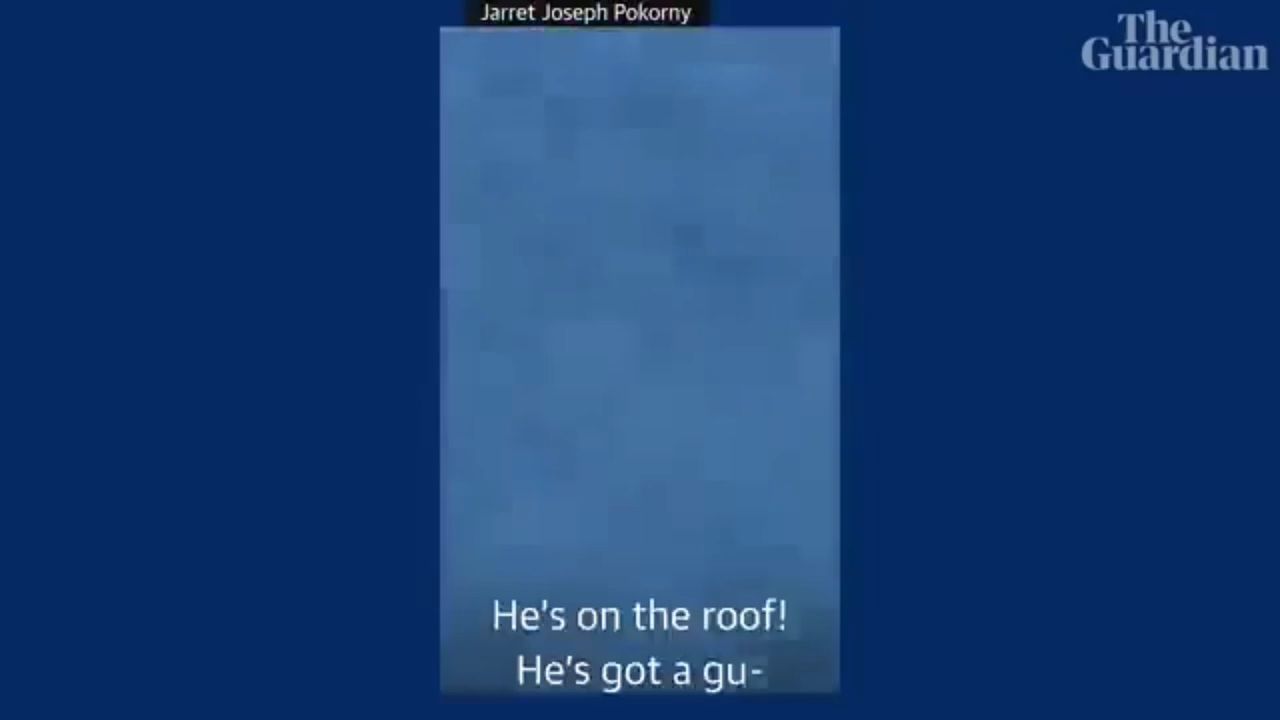 Jarret Joseph Pokorny
The
Guardian
He's on the roof!
He's got a gu-